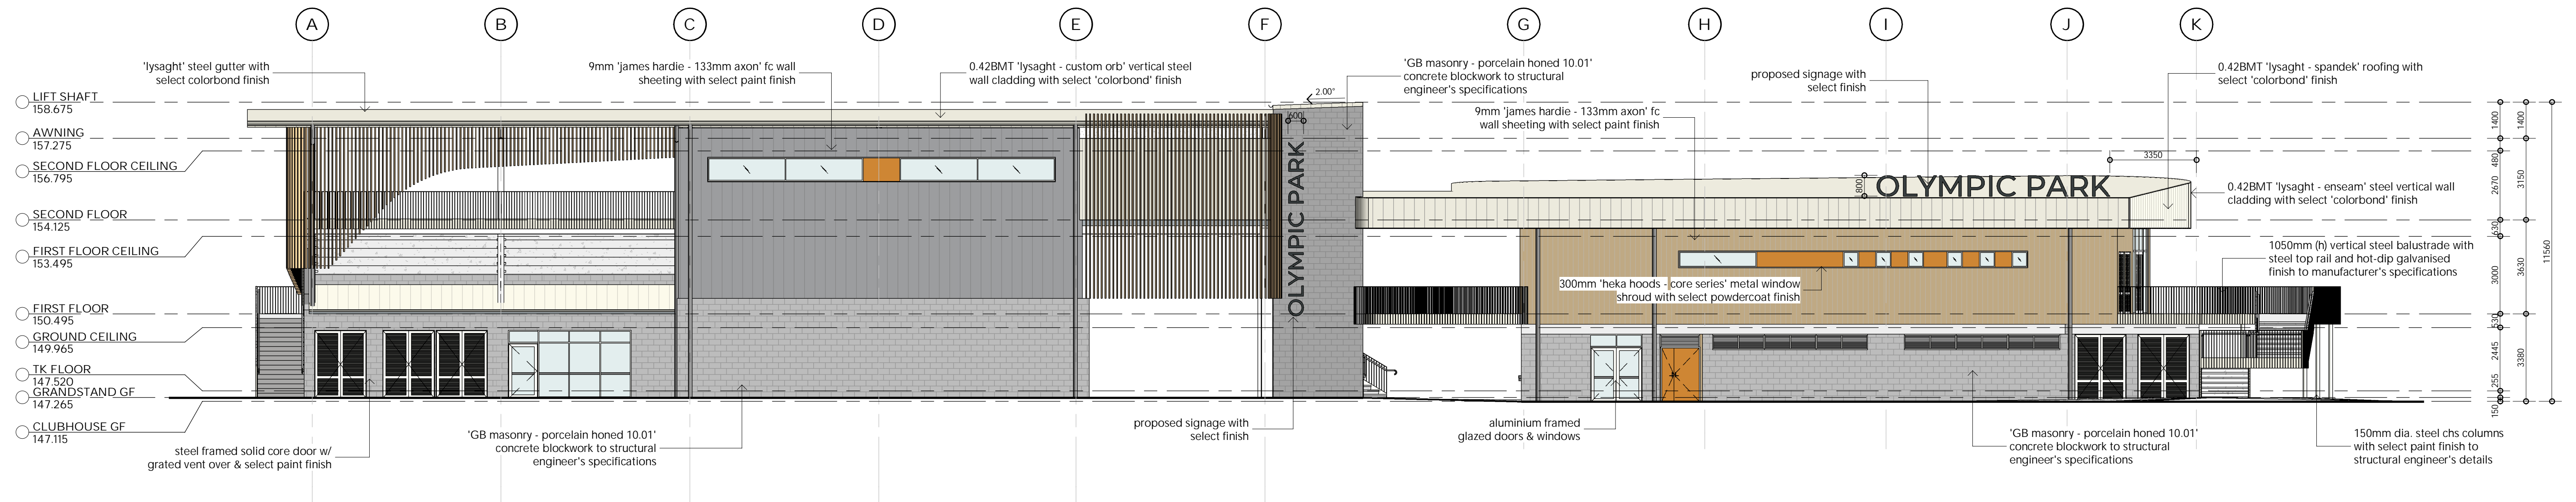 A
B
C
D
E
F
G
H
I
J
K
'lysaght' steel gutter with
select colorbond finish
9mm 'james hardie - 133mm axon' fc wall
sheeting with select paint finish
0.42BMT 'lysaght - custom orb' vertical steel
wall cladding with select 'colorbond' finish
'GB masonry - porcelain honed 10.01'
concrete blockwork to structural
engineer's specifications
proposed signage with
select finish
0.42BMT 'lysaght - spandek' roofing with
select 'colorbond' finish
9mm 'james hardie - 133mm axon' fc
wall sheeting with select paint finish
LIFT SHAFT
158.675
AWNING
157.275
SECOND FLOOR CEILING
156.795
SECOND FLOOR
154.125
FIRST FLOOR CEILING
153.495
FIRST FLOOR
150.495
GROUND CEILING
149.965
TK FLOOR
147.520
GRANDSTAND GF
147.265
CLUBHOUSE GF
147.115
2.00°
600
OLYMPIC PARK
800
OLYMPIC PARK
3350
0.42BMT 'lysaght - enseam' steel vertical wall
cladding with select 'colorbond' finish
1050mm (h) vertical steel balustrade with
steel top rail and hot-dip galvanised
finish to manufacturer's specifications
300mm 'heka hoods - core series' metal window
shroud with select powdercoat finish
1400
480
2670
630
3000
530
2445
255
150
1400
3150
3630
3380
11560
steel framed solid core door w/
grated vent over & select paint finish
'GB masonry - porcelain honed 10.01'
concrete blockwork to structural
engineer's specifications
proposed signage with
select finish
aluminium framed
glazed doors & windows
'GB masonry - porcelain honed 10.01'
concrete blockwork to structural
engineer's specifications
150mm dia. steel chs columns
with select paint finish to
structural engineer's details